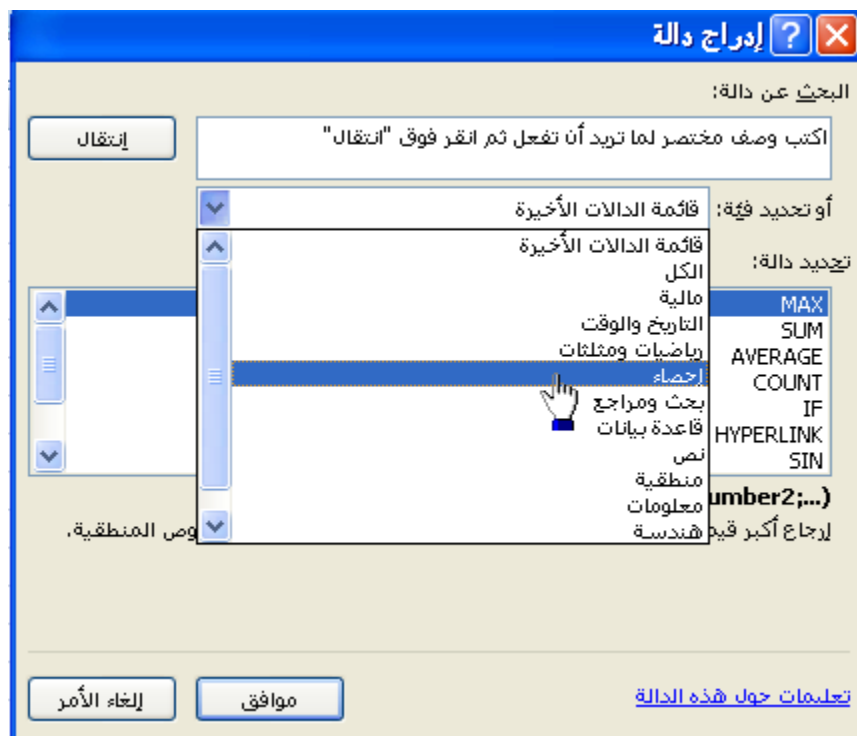 إدراج دالة
البحث عن دالة:
اكتب وصف مختصر لما تريد أن تفعل ثم انقر فوق "انتقال"
إنتقال
أو تحديد فئة:
قائمة الدالات الأخيرة
قائمة الدالات الأخيرة
الكل
مالية
التاريخ والوقت
رياضيات ومثلثات
إحصاء
بحث ومراجع
قاعدة بيانات
نص
منطقية
معلومات
هندسة
تحديد دالة:
MAX
SUM
AVERAGE
COUNT
IF
HYPERLINK
SIN
umber2;...)
إرجاع أكبر قيم وص المنطقية.
تعليمات حول هذه الدالة
موافق
إلغاء الأمر